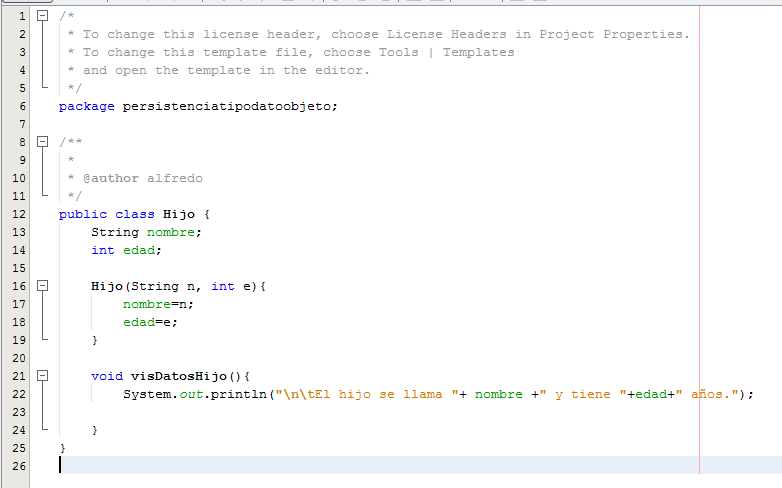 1 /*
2  * To change this license header, choose License Headers in Project Properties.
3  * To change this template file, choose Tools | Templates
4  * and open the template in the editor.
5  */
6 package persistenciatipodatoobjeto;
7
8 /**
9  *
10  * @author alfredo
11  */
12 public class Hijo {
13     String nombre;
14     int edad;
15
16     Hijo(String n, int e){
17         nombre=n;
18         edad=e;
19     }
20
21     void visDatosHijo(){
22         System.out.println("\n\tEl hijo se llama "+ nombre +" y tiene "+edad+" años.");
23
24     }
25 }
26